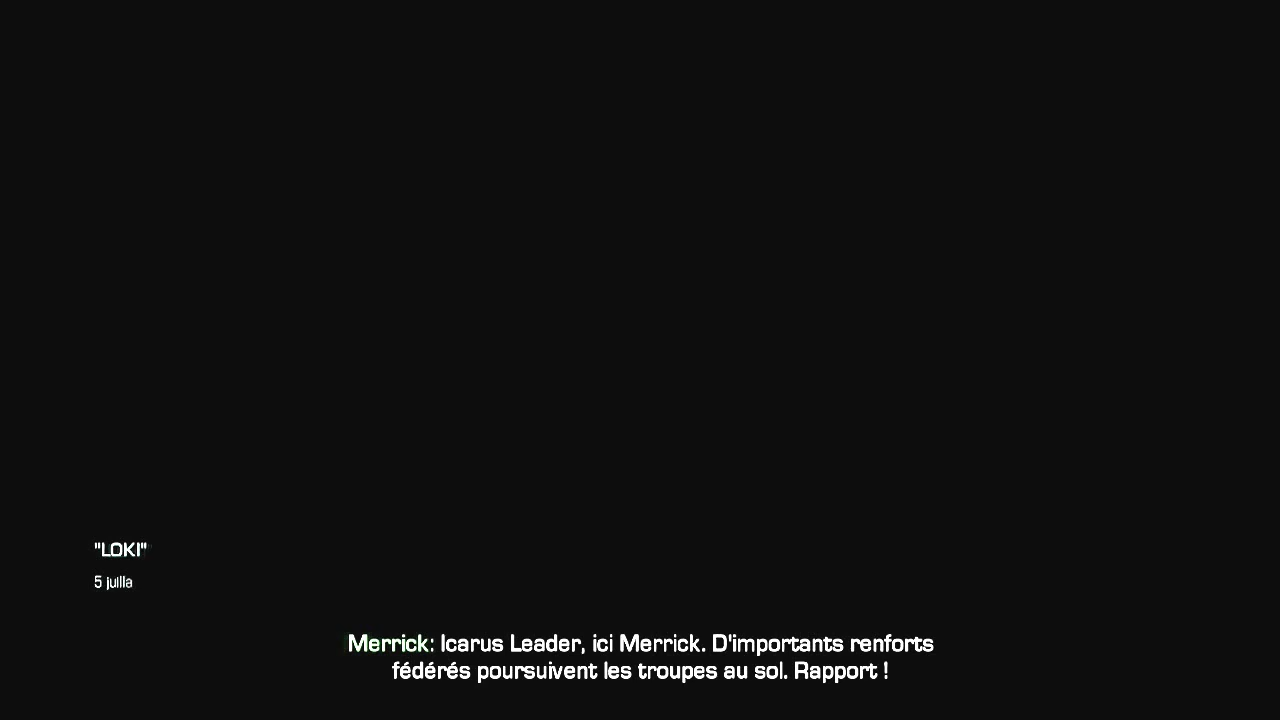 "LOKI"
5 juilla
Merrick: Icarus Leader, ici Merrick. D'importants renforts
fédérés poursuivent les troupes au sol. Rapport !